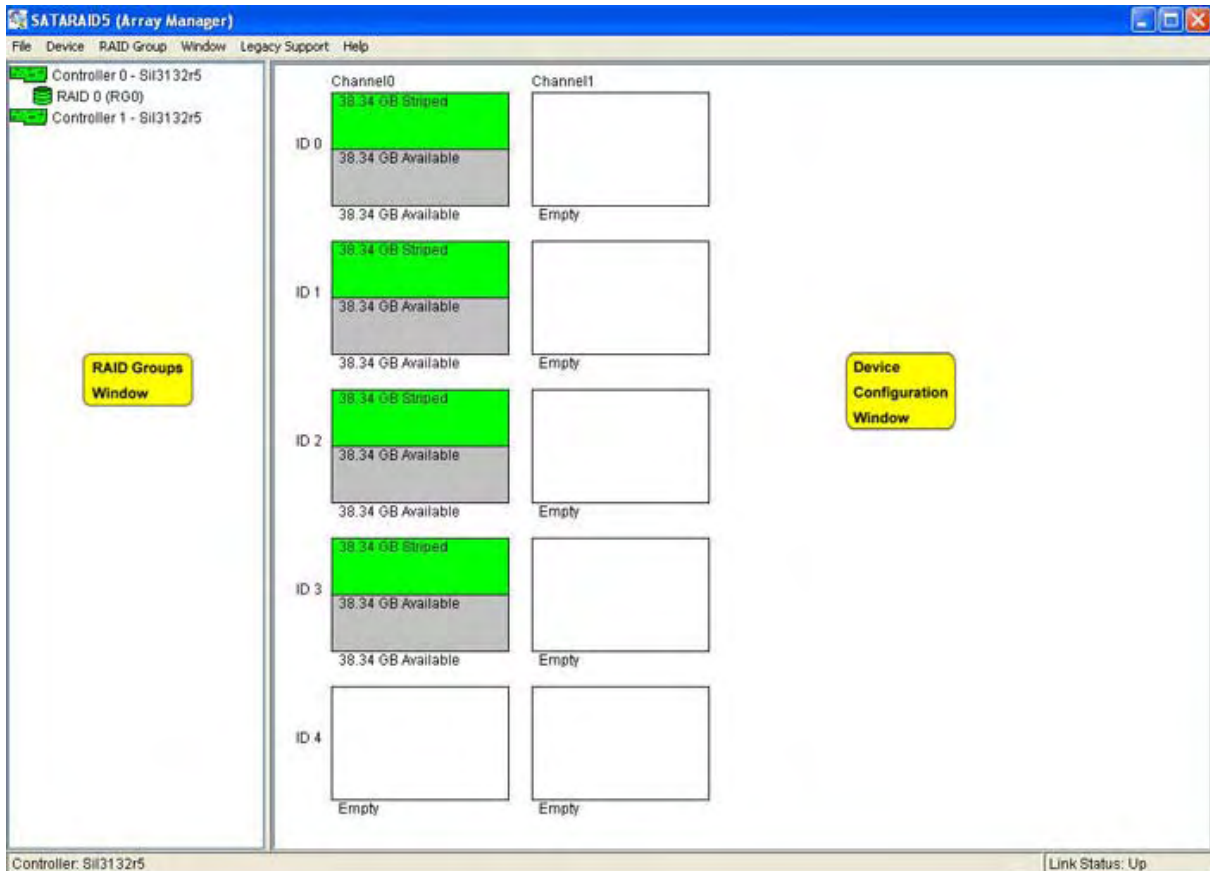 SATARAID5 (Array Manager)
File Device RAID Group Window Legacy Support Help
Controller 0 - SiI3132r5
RAID 0 (RG0)
Controller 1 - SiI3132r5
Channel0 Channel1
38.34 GB Striped
ID 0
38.34 GB Available
38.34 GB Available Empty
38.34 GB Striped
ID 1
38.34 GB Available
38.34 GB Available Empty
RAID Groups
Window
Device
Configuration
Window
38.34 GB Striped
ID 2
38.34 GB Available
38.34 GB Available Empty
38.34 GB Striped
ID 3
38.34 GB Available
38.34 GB Available Empty
ID 4
Empty Empty
Controller: SiI3132r5 Link Status: Up